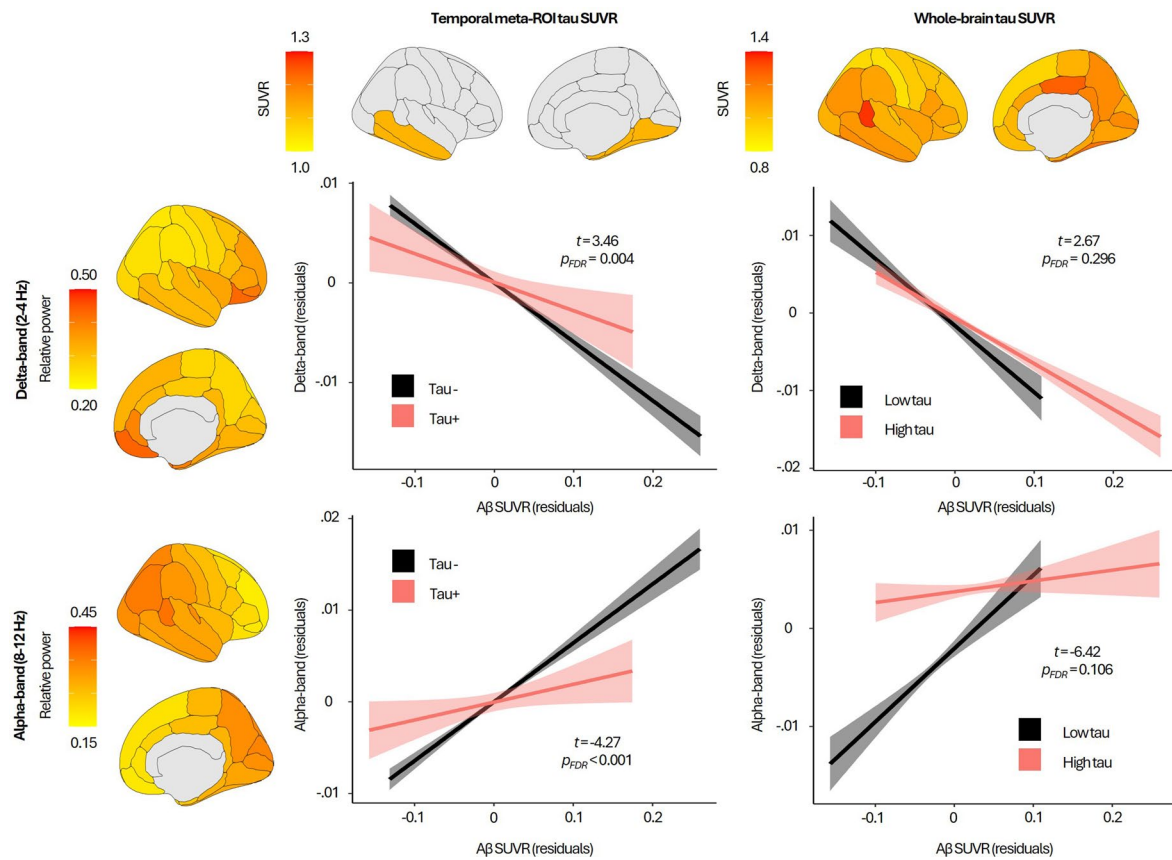 Temporal meta-ROI tau SUVR
Whole-brain tau SUVR
1.3
SUVR
1.0
1.4
SUVR
0.8
Delta-band (2-4 Hz)
Relative power
0.50
0.20
.01
0
-.01
Delta-band (residuals)
t = 3.46
pFDR = 0.004
Tau -
Tau+
-0.1 0 0.1 0.2
Aβ SUVR (residuals)
0.01
0
-.01
-.02
Delta-band (residuals)
t = 2.67
pFDR = 0.296
Low tau
High tau
-0.1 0 0.1 0.2
Aβ SUVR (residuals)
Alpha-band (8-12 Hz)
Relative power
0.45
0.15
.02
0.01
0
-.01
Alpha-band (residuals)
Tau -
Tau+
t = -4.27
pFDR < 0.001
-0.1 0 0.1 0.2
Aβ SUVR (residuals)
.01
0
-.01
Alpha-band (residuals)
t = -6.42
pFDR = 0.106
Low tau
High tau
-0.1 0 0.1 0.2
Aβ SUVR (residuals)